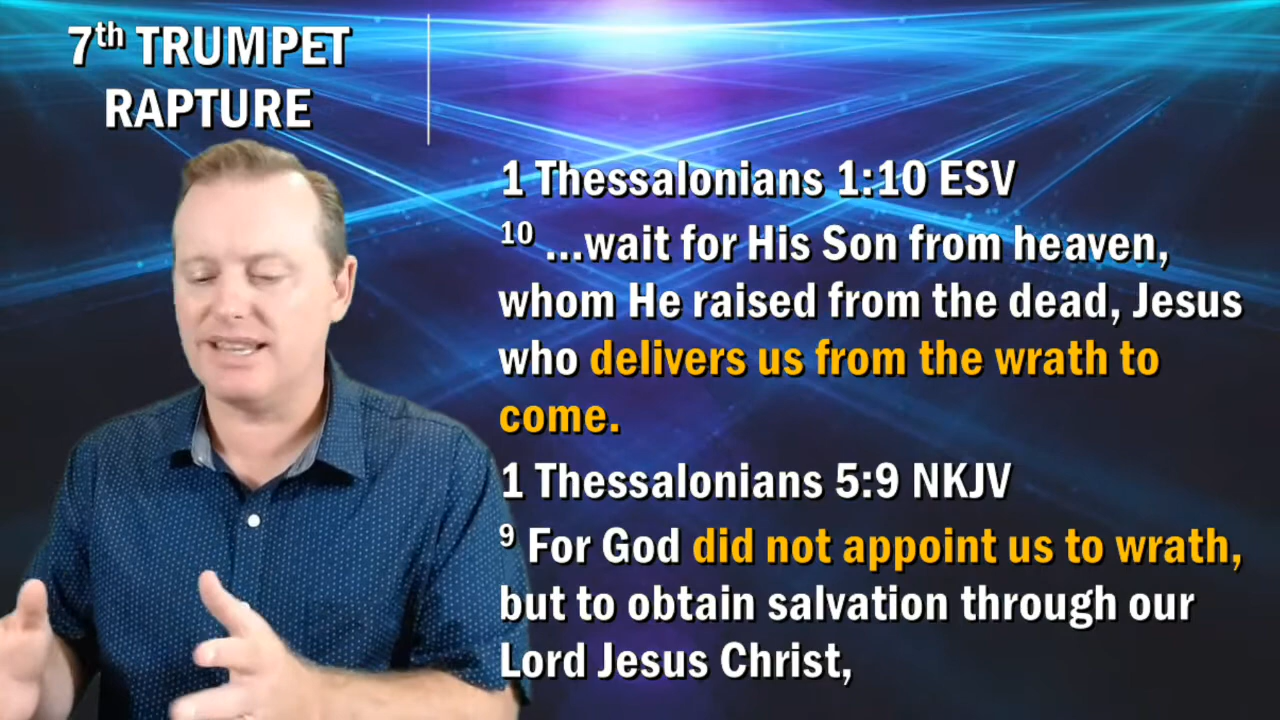 7th TRUMPET
RAPTURE
1 Thessalonians 1:10 ESV
10 ...wait for His Son from heaven,
whom He raised from the dead, Jesus
who delivers us from the wrath to
come.
1 Thessalonians 5:9 NKJV
9 For God did not appoint us to wrath,
but to obtain salvation through our
Lord Jesus Christ,